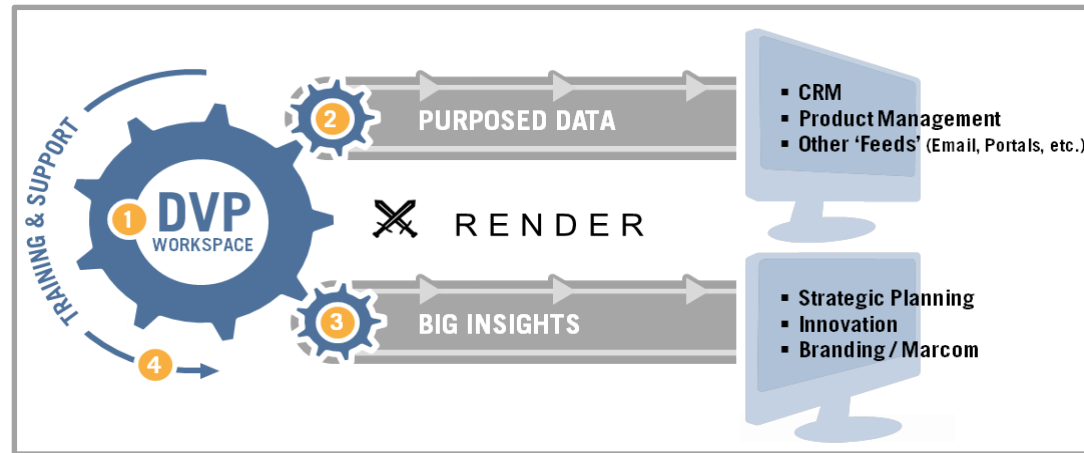 TRAINING & SUPPORT
1
DVP
WORKSPACE
4
2
PURPOSED DATA
▪ CRM
▪ Product Management
▪ Other ‘Feeds’ (Email, Portals, etc.)
RENDER
3
BIG INSIGHTS
▪ Strategic Planning
▪ Innovation
▪ Branding / Marcom